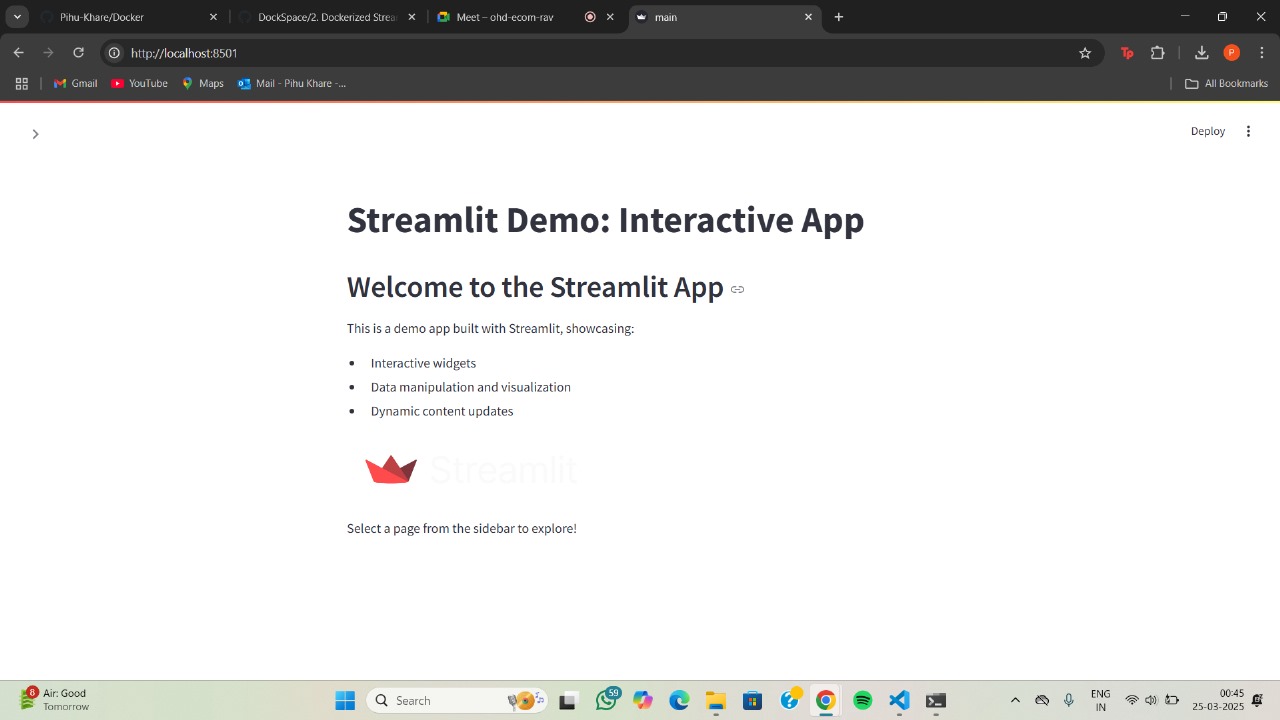 Pihu-Khare/Docker
DockSpace/2. Dockerized Strea
Meet – ohd-ecom-rav
main
http://localhost:8501
Tp
P
Gmail
YouTube
Maps
Mail - Pihu Khare -...
All Bookmarks
Deploy
Streamlit Demo: Interactive App
Welcome to the Streamlit App
This is a demo app built with Streamlit, showcasing:
• Interactive widgets
• Data manipulation and visualization
• Dynamic content updates
Streamlit
Select a page from the sidebar to explore!
8
Air: Good
Tomorrow
Search
59
ENG
IN
00:45
25-03-2025